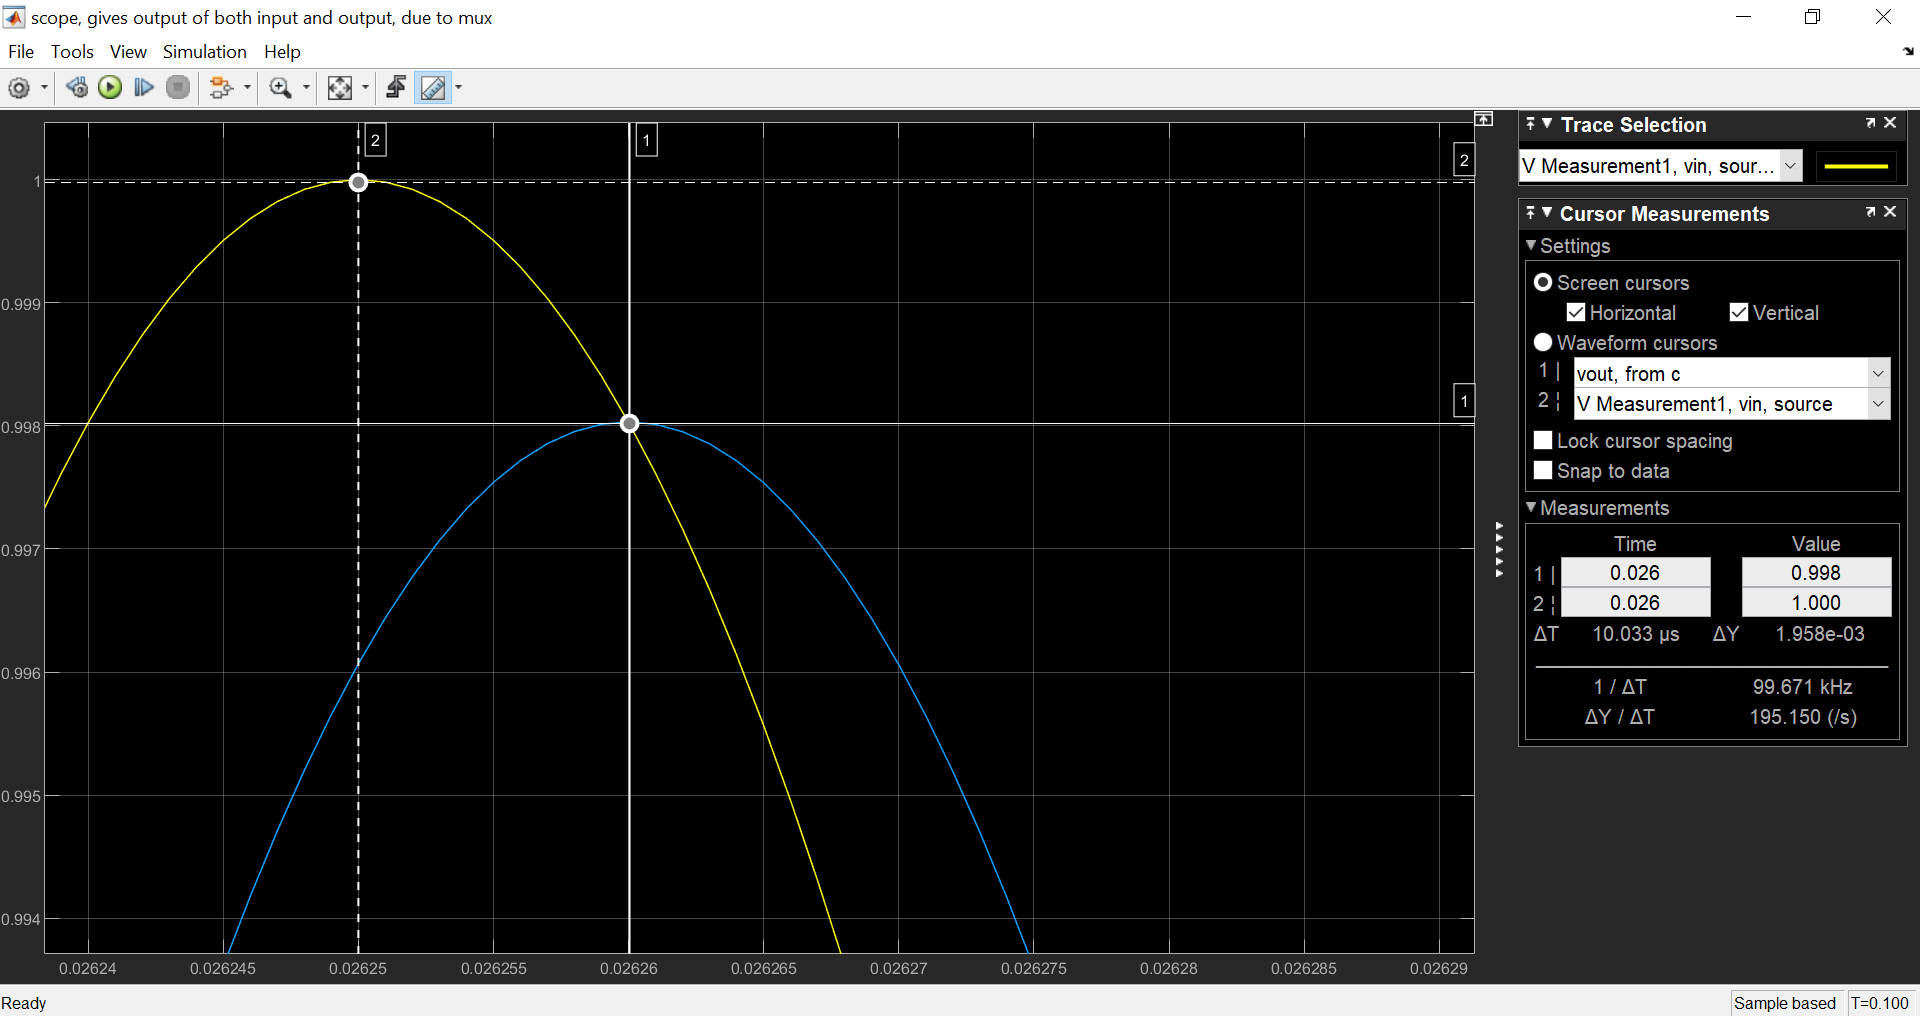 scope, gives output of both input and output, due to mux
File Tools View Simulation Help
2
1
2
1
1
0.999
0.998
0.997
0.996
0.995
0.994
0.02624 0.026245 0.02625 0.026255 0.02626 0.026265 0.02627 0.026275 0.02628 0.026285 0.02629
Trace Selection
V Measurement1, vin, sour...
Cursor Measurements
Settings
Screen cursors
Horizontal Vertical
Waveform cursors
1 | vout, from c
2 ¦ V Measurement1, vin, source
Lock cursor spacing
Snap to data
Measurements
Time Value
1 | 0.026 0.998
2 ¦ 0.026 1.000
ΔT 10.033 µs ΔY 1.958e-03
1 / ΔT 99.671 kHz
ΔY / ΔT 195.150 (/s)
Ready
Sample based T=0.100